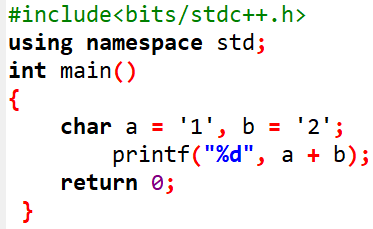 #include<bits/stdc++.h>
using namespace std;
int main()
{
    char a = '1', b = '2';
        printf("%d", a + b);
    return 0;
 }